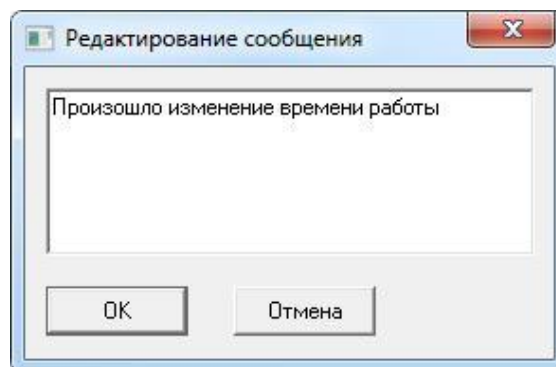 Редактирование сообщения
Произошло изменение времени работы
OK
Отмена